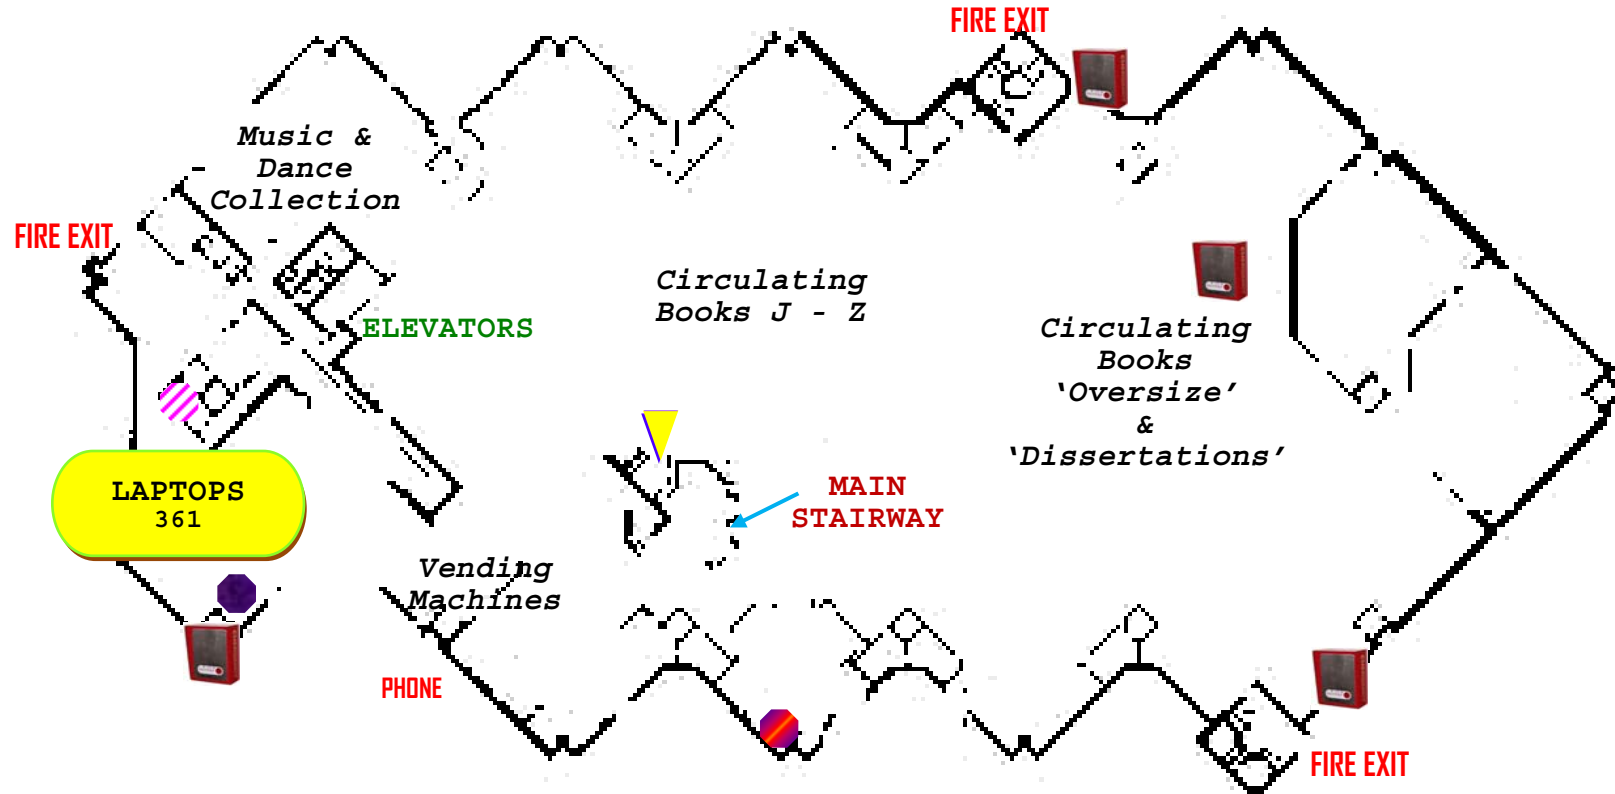 FIRE EXIT
Music &
Dance
Collection
FIRE EXIT
Circulating
Books J - Z
ELEVATORS
Circulating
Books
‘Oversize’
&
‘Dissertations’
LAPTOPS
361
MAIN
STAIRWAY
Vending
Machines
PHONE
FIRE EXIT